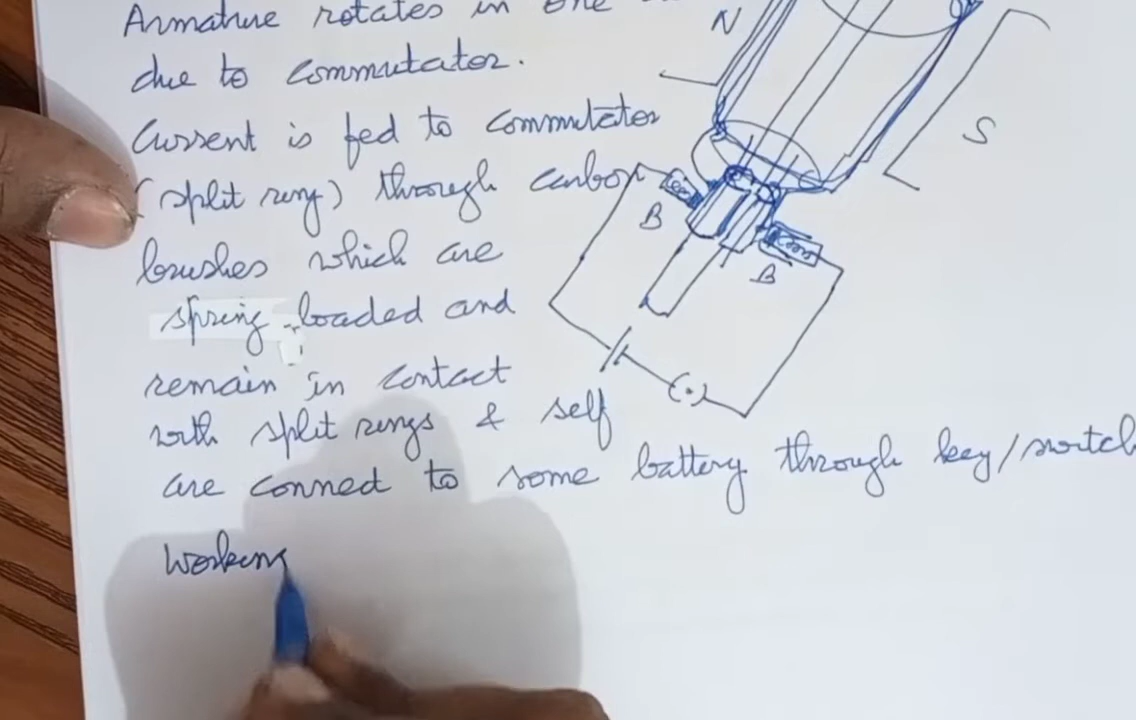 Armature rotates in one
due to commutator.
Current is fed to commutator
(split ring) through carbon
brushes which are
spring-loaded and
remain in contact
with split rings & self
are conned to some battery through key/switch
Working
N
S
B
B